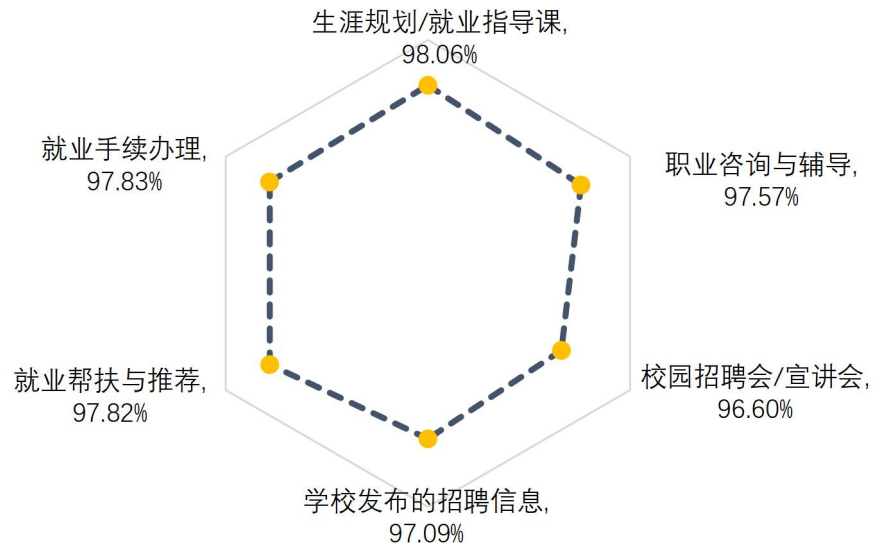 生涯规划/就业指导课,
98.06%
职业咨询与辅导,
97.57%
校园招聘会/宣讲会,
96.60%
学校发布的招聘信息,
97.09%
就业帮扶与推荐,
97.82%
就业手续办理,
97.83%